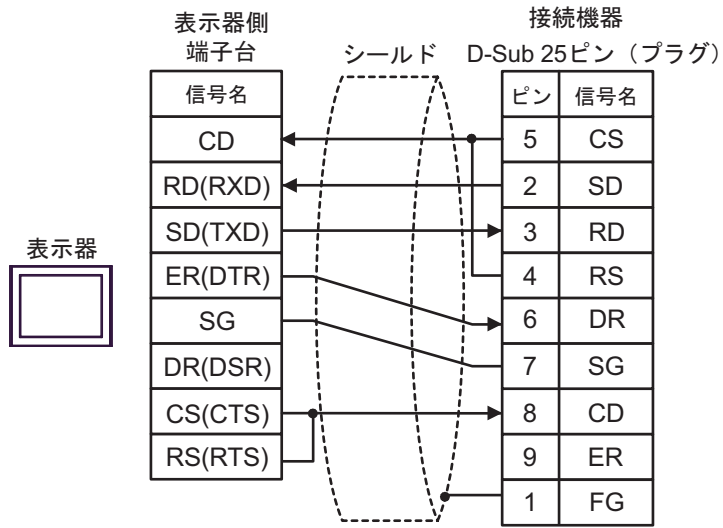 表示器側
端子台
シールド
接続機器
D-Sub 25ピン（プラグ）
信号名
CD
RD(RXD)
SD(TXD)
ER(DTR)
SG
DR(DSR)
CS(CTS)
RS(RTS)
表示器
ピン 信号名
5 CS
2 SD
3 RD
4 RS
6 DR
7 SG
8 CD
9 ER
1 FG